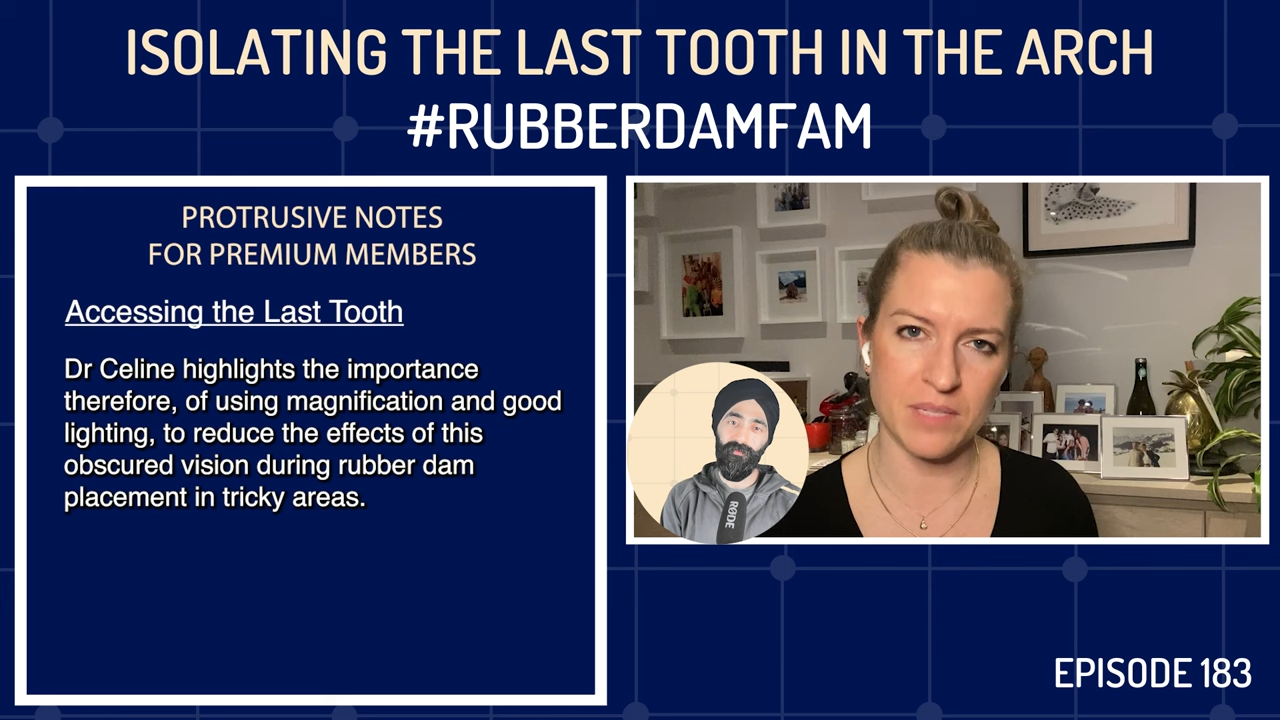 ISOLATING THE LAST TOOTH IN THE ARCH
#RUBBERDAMFAM
PROTRUSIVE NOTES
FOR PREMIUM MEMBERS
Accessing the Last Tooth
Dr Celine highlights the importance
therefore, of using magnification and good
lighting, to reduce the effects of this
obscured vision during rubber dam
placement in tricky areas.
RØDE
EPISODE 183